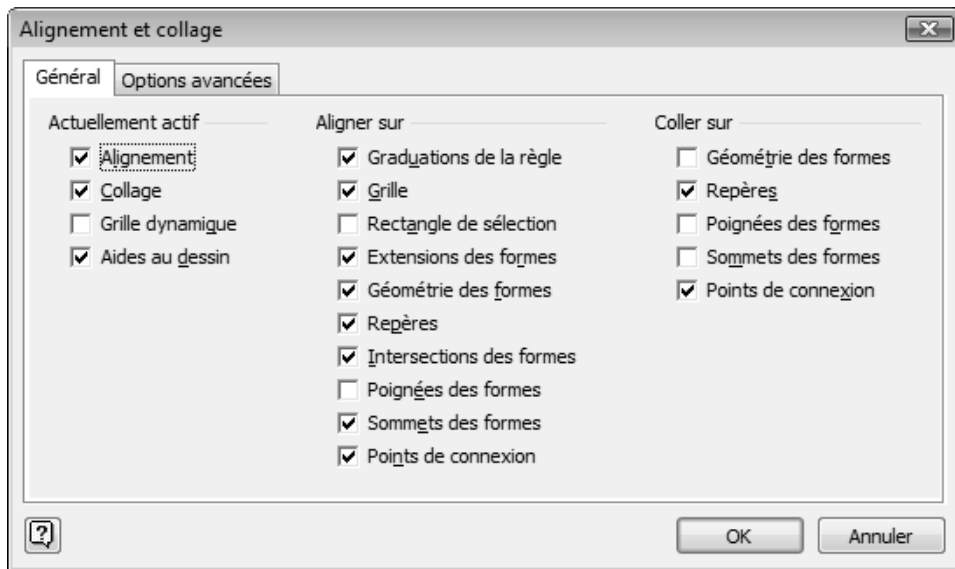 Alignement et collage
Général
Options avancées
Actuellement actif
Alignement
Collage
Grille dynamique
Aides au dessin
Aligner sur
Graduations de la règle
Grille
Rectangle de sélection
Extensions des formes
Géométrie des formes
Repères
Intersections des formes
Poignées des formes
Sommets des formes
Points de connexion
Coller sur
Géométrie des formes
Repères
Poignées des formes
Sommets des formes
Points de connexion
?
OK
Annuler